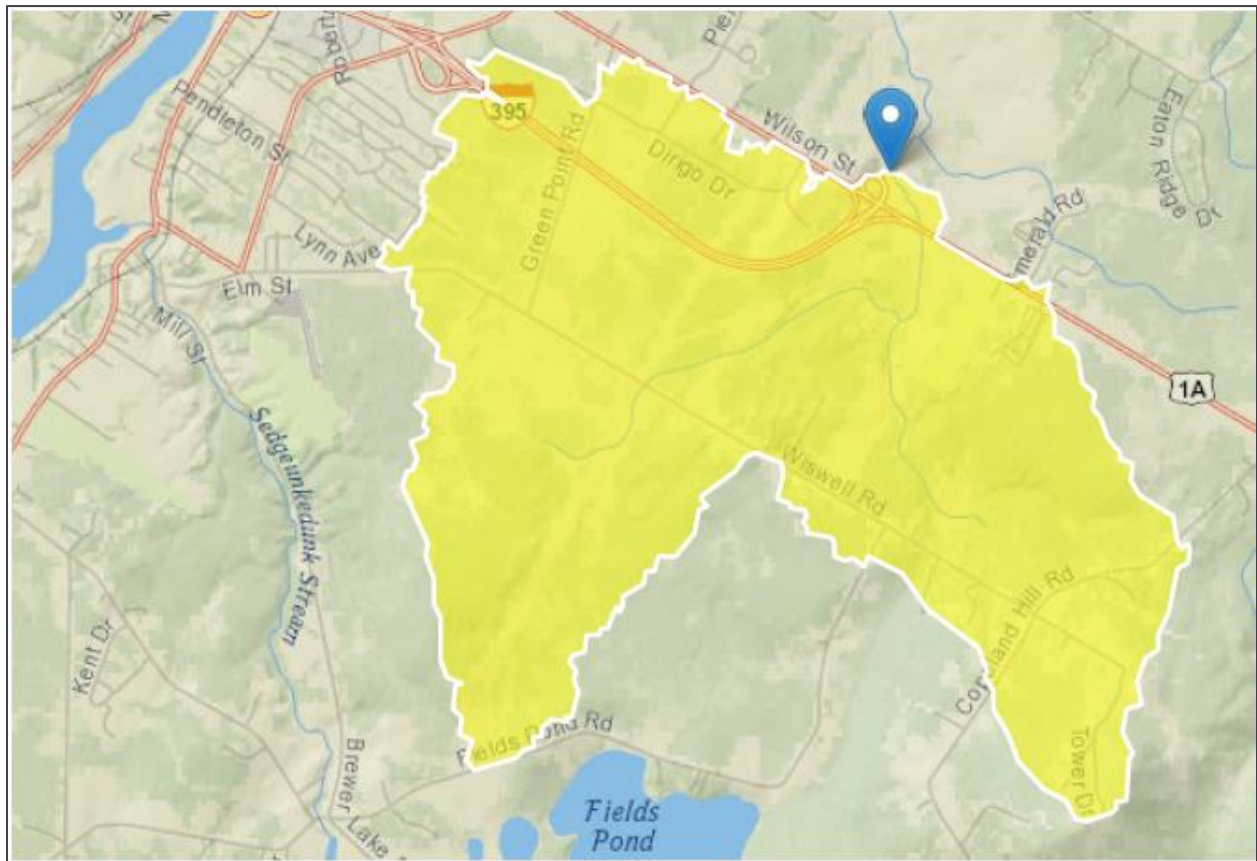 395
1A
Wilson St
Dirigo Dr
Green Point Rd
Pendleton St
Lynn Ave
Elm St
Mill St
Sedgeunkedunk Stream
Kent Dr
Brewer Lake
Fields Pond Rd
Fields
Pond
Wiswell Rd
Copeland Hill Rd
Tower Dr
Eaton Ridge Dr